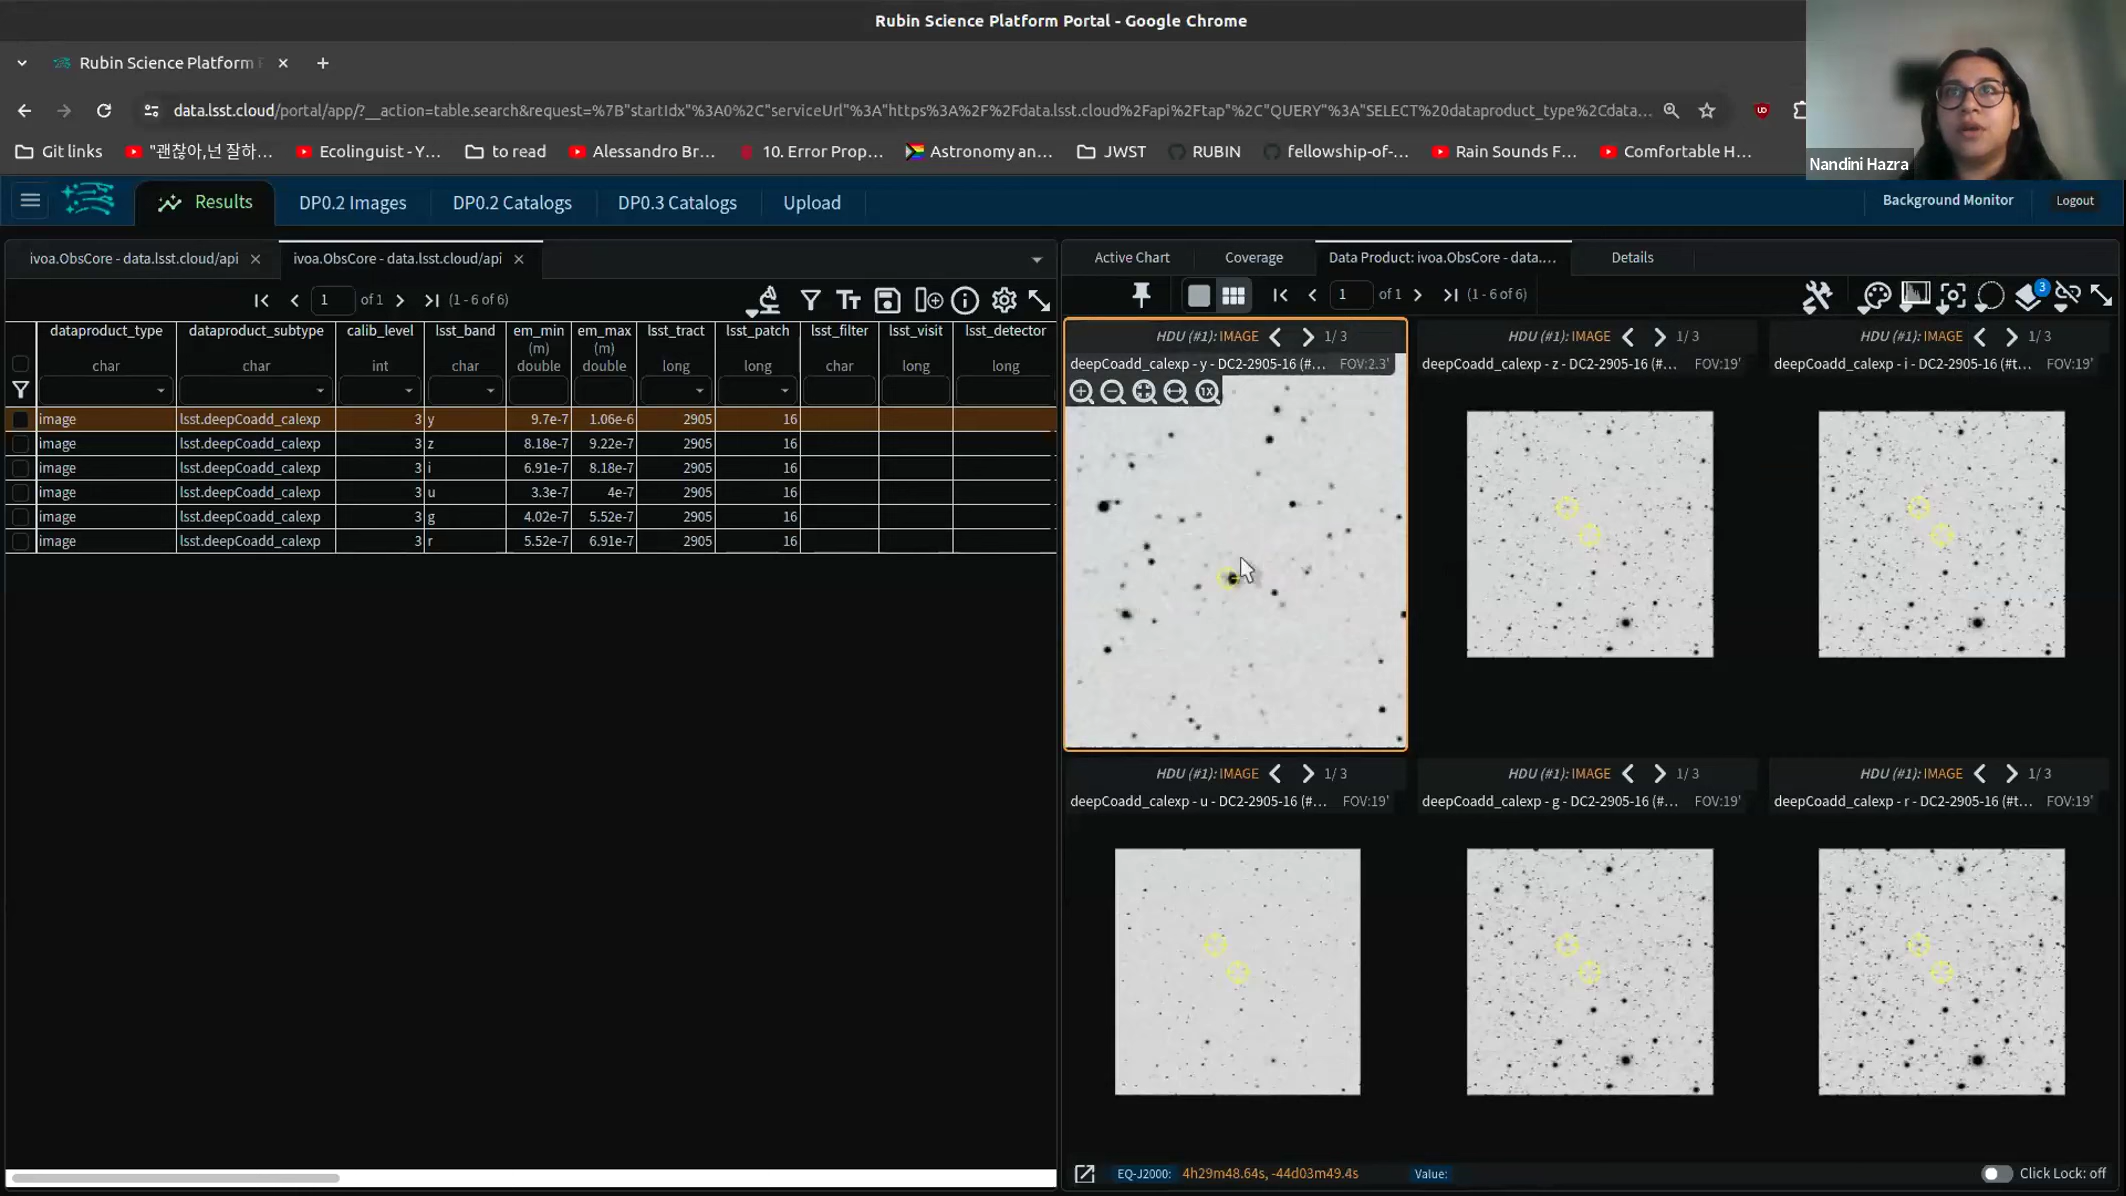 Rubin Science Platform Portal - Google Chrome
Rubin Science Platform
data.lsst.cloud/portal/app/?__action=table.search&request=%7B"startIdx"%3A0%2C"serviceUrl"%3A"https%3A%2F%2Fdata.lsst.cloud%2Fapi%2Ftap"%2C"QUERY"%3A"SELECT%20dataproduct_type%2Cdata...
Git links "괜찮아,넌 잘하... Ecolinguist - Y... to read Alessandro Br... 10. Error Prop... Astronomy an... JWST RUBIN fellowship-of-... Rain Sounds F... Comfortable H...
Nandini Hazra
Results DP0.2 Images DP0.2 Catalogs DP0.3 Catalogs Upload Background Monitor Logout
ivoa.ObsCore - data.lsst.cloud/api ivoa.ObsCore - data.lsst.cloud/api
1 of 1 (1 - 6 of 6)
dataproduct_type dataproduct_subtype calib_level lsst_band em_min em_max lsst_tract lsst_patch lsst_filter lsst_visit lsst_detector
(m) (m)
char char int char double double long long char long long
image lsst.deepCoadd_calexp 3 y 9.7e-7 1.06e-6 2905 16
image lsst.deepCoadd_calexp 3 z 8.18e-7 9.22e-7 2905 16
image lsst.deepCoadd_calexp 3 i 6.91e-7 8.18e-7 2905 16
image lsst.deepCoadd_calexp 3 u 3.3e-7 4e-7 2905 16
image lsst.deepCoadd_calexp 3 g 4.02e-7 5.52e-7 2905 16
image lsst.deepCoadd_calexp 3 r 5.52e-7 6.91e-7 2905 16
Active Chart Coverage Data Product: ivoa.ObsCore - data.... Details
1 of 1 (1 - 6 of 6) 3
HDU (#1): IMAGE 1/ 3 HDU (#1): IMAGE 1/ 3 HDU (#1): IMAGE 1/ 3
deepCoadd_calexp - y - DC2-2905-16 (#... FOV:2.3' deepCoadd_calexp - z - DC2-2905-16 (#... FOV:19' deepCoadd_calexp - i - DC2-2905-16 (#t... FOV:19'
1X
HDU (#1): IMAGE 1/ 3 HDU (#1): IMAGE 1/ 3 HDU (#1): IMAGE 1/ 3
deepCoadd_calexp - u - DC2-2905-16 (#... FOV:19' deepCoadd_calexp - g - DC2-2905-16 (#... FOV:19' deepCoadd_calexp - r - DC2-2905-16 (#t... FOV:19'
EQ-J2000: 4h29m48.64s, -44d03m49.4s Value: Click Lock: off